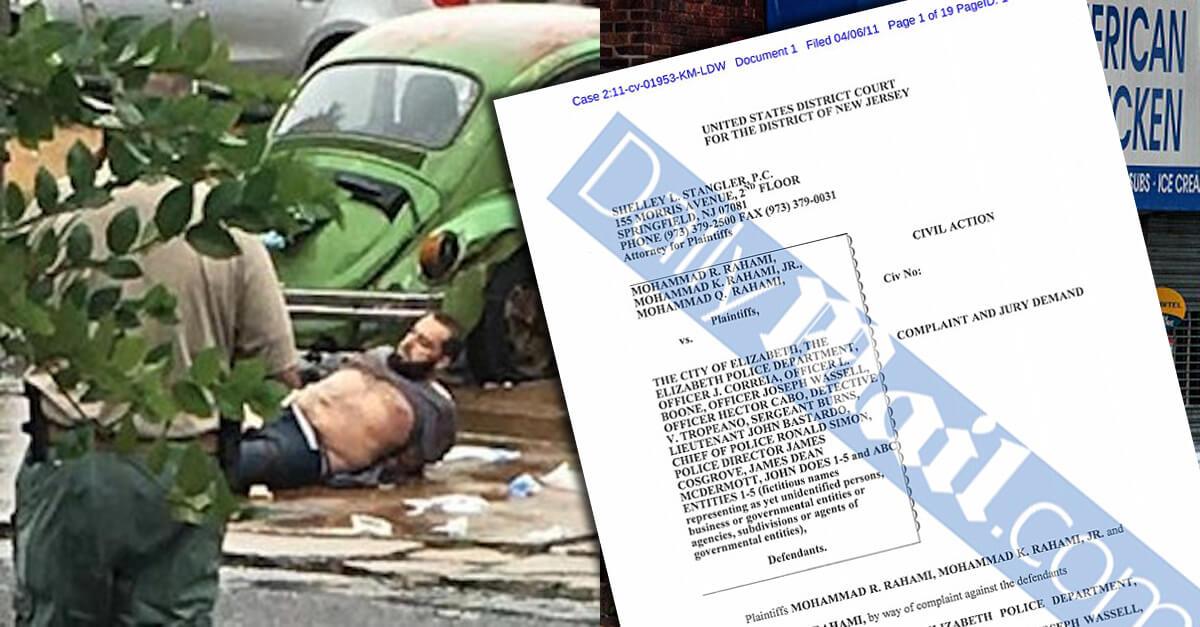 Case 2:11-cv-01953-KM-LDW Document 1 Filed 04/06/11 Page 1 of 19 PageID:
UNITED STATES DISTRICT COURT
FOR THE DISTRICT OF NEW JERSEY
SHELLEY L. STANGLER, P.C.
155 MORRIS AVENUE, 2ND FLOOR
SPRINGFIELD, NJ 07081
PHONE (973) 379-2500 FAX (973) 379-0031
Attorney for Plaintiffs
MOHAMMAD R. RAHAMI,
MOHAMMAD K. RAHAMI, JR.,
MOHAMMAD Q. RAHAMI,
Plaintiffs,
vs.
THE CITY OF ELIZABETH, THE
ELIZABETH POLICE DEPARTMENT,
OFFICER J. CORREIA, OFFICER L.
BOONE, OFFICER JOSEPH WASSELL,
OFFICER HECTOR CABO, DETECTIVE
V. TROPEANO, SERGEANT BURNS,
LIEUTENANT JOHN BASTARDO,
CHIEF OF POLICE RONALD SIMON,
POLICE DIRECTOR JAMES
COSGROVE, JAMES DEAN
MCDERMOTT, JOHN DOES 1-5 and ABC
ENTITIES 1-5 (fictitious names
representing as yet unidentified persons,
business or governmental entities or
agencies, subdivisions or agents of
governmental entities),
Defendants.
CIVIL ACTION
Civ No:
COMPLAINT AND JURY DEMAND
Plaintiffs MOHAMMAD R. RAHAMI, MOHAMMAD K. RAHAMI, JR. and
RAHAMI, by way of complaint against the defendants
ELIZABETH POLICE DEPARTMENT,
JOSEPH WASSELL,
Daily Mail.com
ERICAN
CKEN
SUBS · ICE CREA